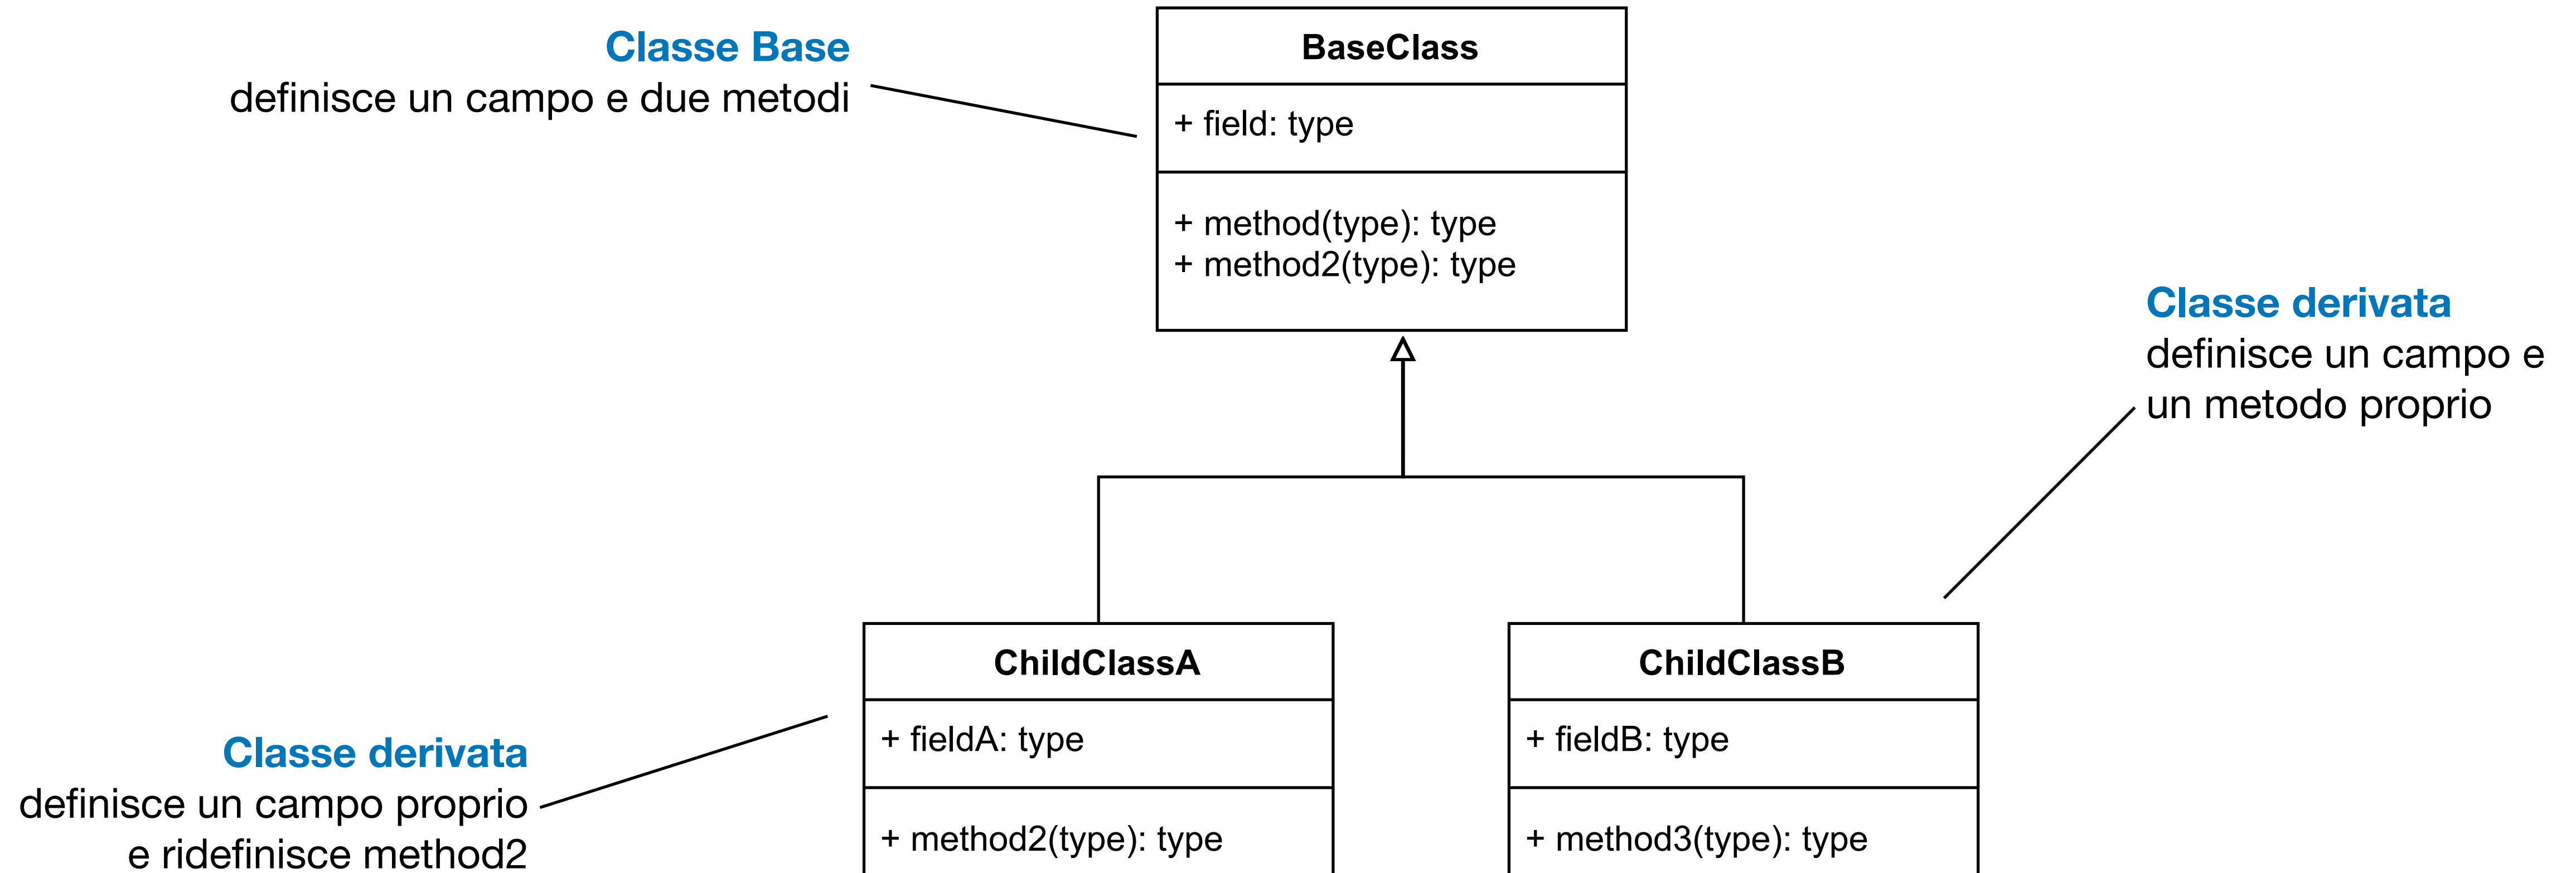 Classe Base
definisce un campo e due metodi
BaseClass
+ field: type
+ method(type): type
+ method2(type): type
Classe derivata
definisce un campo e
un metodo proprio
Classe derivata
definisce un campo proprio
e ridefinisce method2
ChildClassA
+ fieldA: type
+ method2(type): type
ChildClassB
+ fieldB: type
+ method3(type): type